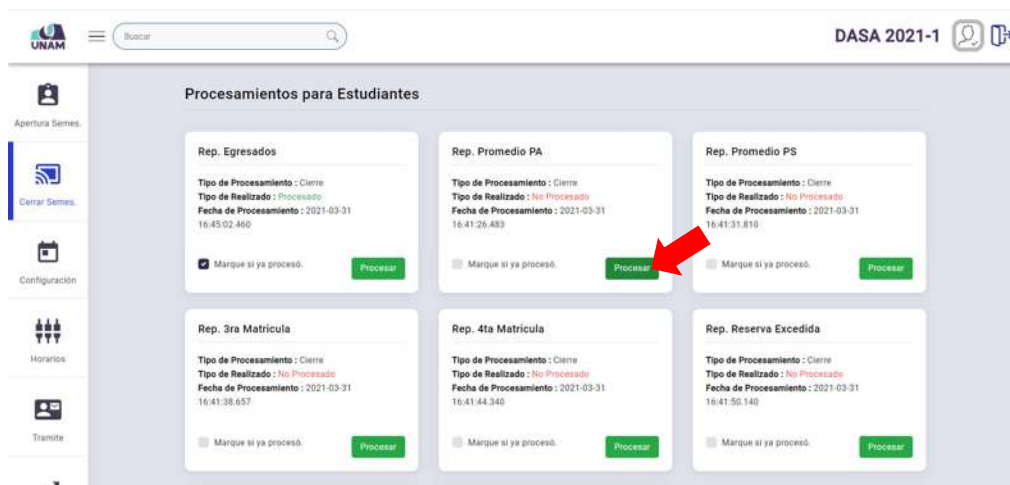 UNAM
Buscar
DASA 2021-1
Apertura Semes.
Cerrar Semes.
Configuración
Horarios
Tramite
Procesamientos para Estudiantes
Rep. Egresados
Tipo de Procesamiento : Cierre
Tipo de Realizado : Procesado
Fecha de Procesamiento : 2021-03-31
16:45:02.460
Marque si ya procesó.
Procesar
Rep. Promedio PA
Tipo de Procesamiento : Cierre
Tipo de Realizado : No Procesado
Fecha de Procesamiento : 2021-03-31
16:41:26.483
Marque si ya procesó.
Procesar
Rep. Promedio PS
Tipo de Procesamiento : Cierre
Tipo de Realizado : No Procesado
Fecha de Procesamiento : 2021-03-31
16:41:31.810
Marque si ya procesó.
Procesar
Rep. 3ra Matricula
Tipo de Procesamiento : Cierre
Tipo de Realizado : No Procesado
Fecha de Procesamiento : 2021-03-31
16:41:38.657
Marque si ya procesó.
Procesar
Rep. 4ta Matricula
Tipo de Procesamiento : Cierre
Tipo de Realizado : No Procesado
Fecha de Procesamiento : 2021-03-31
16:41:44.340
Marque si ya procesó.
Procesar
Rep. Reserva Excedida
Tipo de Procesamiento : Cierre
Tipo de Realizado : No Procesado
Fecha de Procesamiento : 2021-03-31
16:41:50.140
Marque si ya procesó.
Procesar